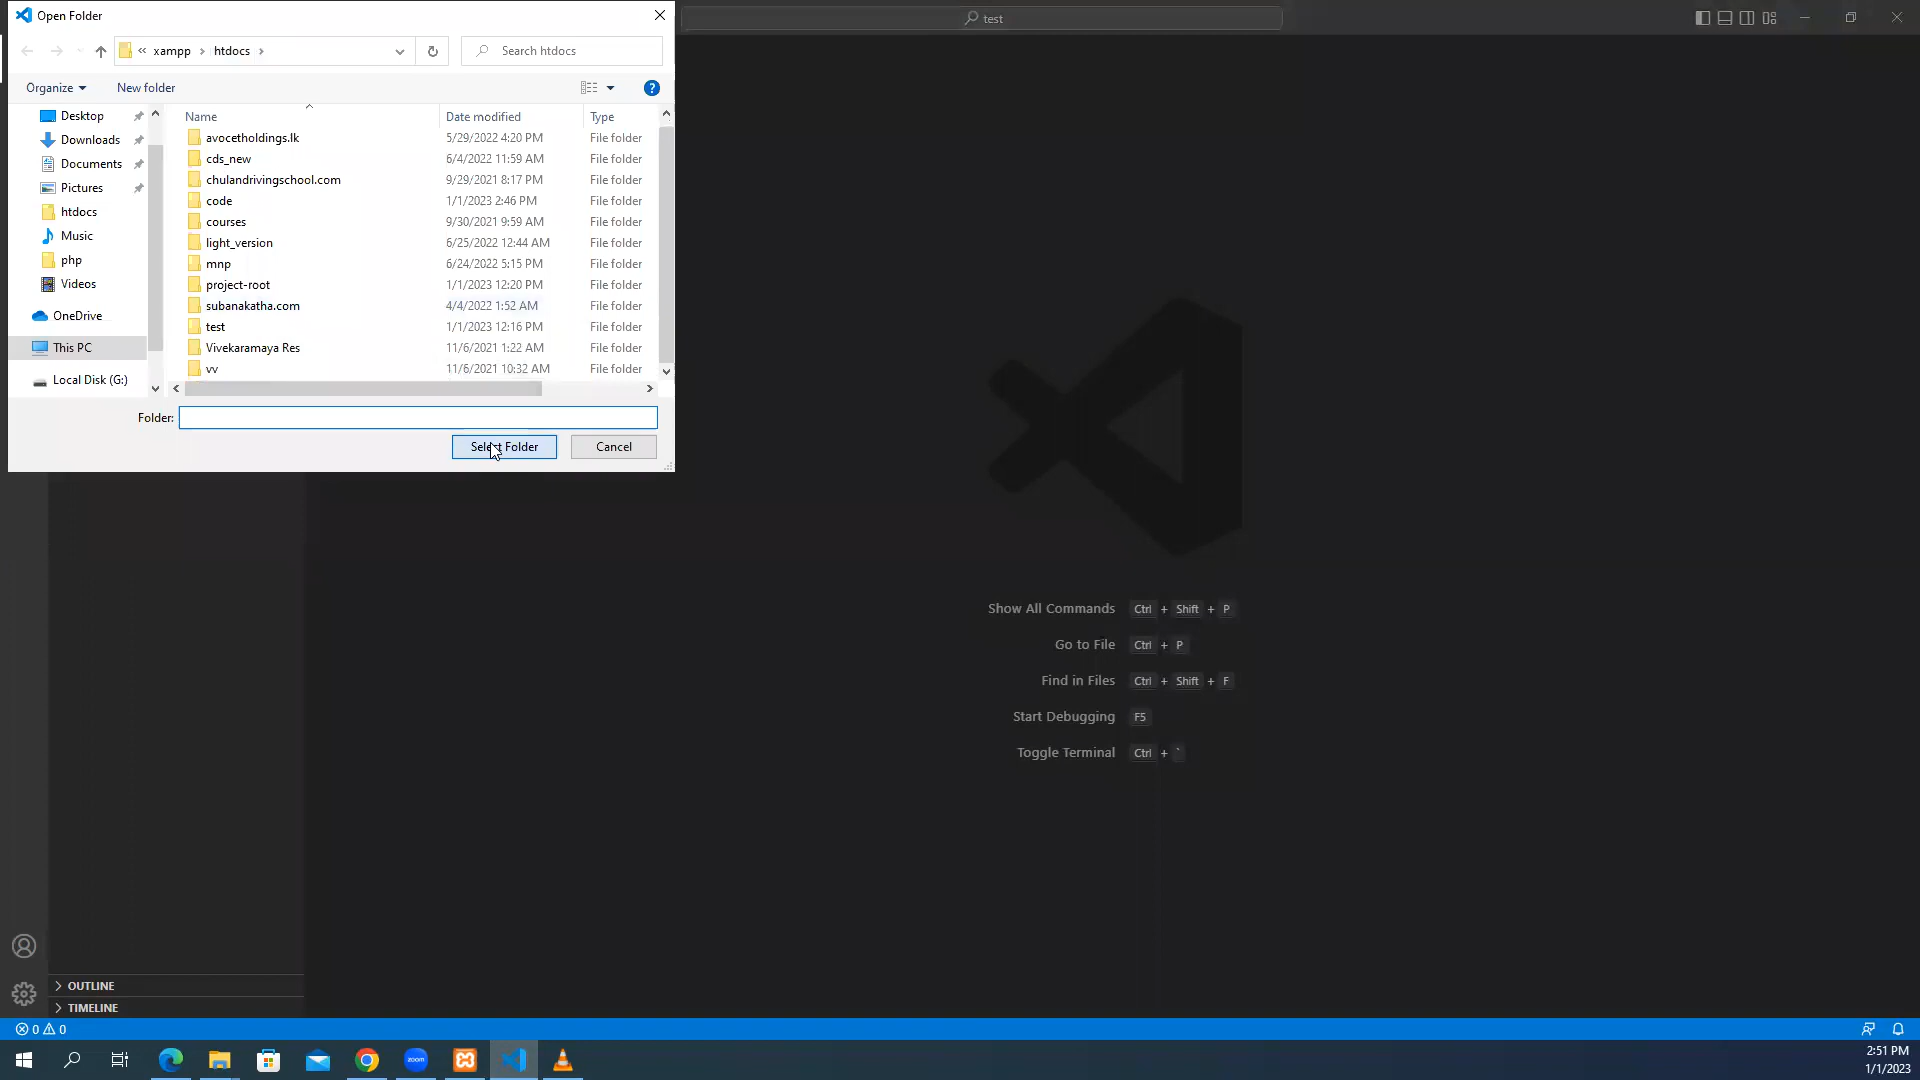 Open Folder
test
« xampp › htdocs ›
Search htdocs
Organize
New folder
?
Desktop
Downloads
Documents
Pictures
htdocs
Music
php
Videos
OneDrive
This PC
Local Disk (G:)
Name Date modified Type
avocetholdings.lk 5/29/2022 4:20 PM File folder
cds_new 6/4/2022 11:59 AM File folder
chulandrivingschool.com 9/29/2021 8:17 PM File folder
code 1/1/2023 2:46 PM File folder
courses 9/30/2021 9:59 AM File folder
light_version 6/25/2022 12:44 AM File folder
mnp 6/24/2022 5:15 PM File folder
project-root 1/1/2023 12:20 PM File folder
subanakatha.com 4/4/2022 1:52 AM File folder
test 1/1/2023 12:16 PM File folder
Vivekaramaya Res 11/6/2021 1:22 AM File folder
vv 11/6/2021 10:32 AM File folder
Folder:
Select Folder
Cancel
Show All Commands Ctrl + Shift + P
Go to File Ctrl + P
Find in Files Ctrl + Shift + F
Start Debugging F5
Toggle Terminal Ctrl + `
OUTLINE
TIMELINE
0 0
zoom
2:51 PM
1/1/2023